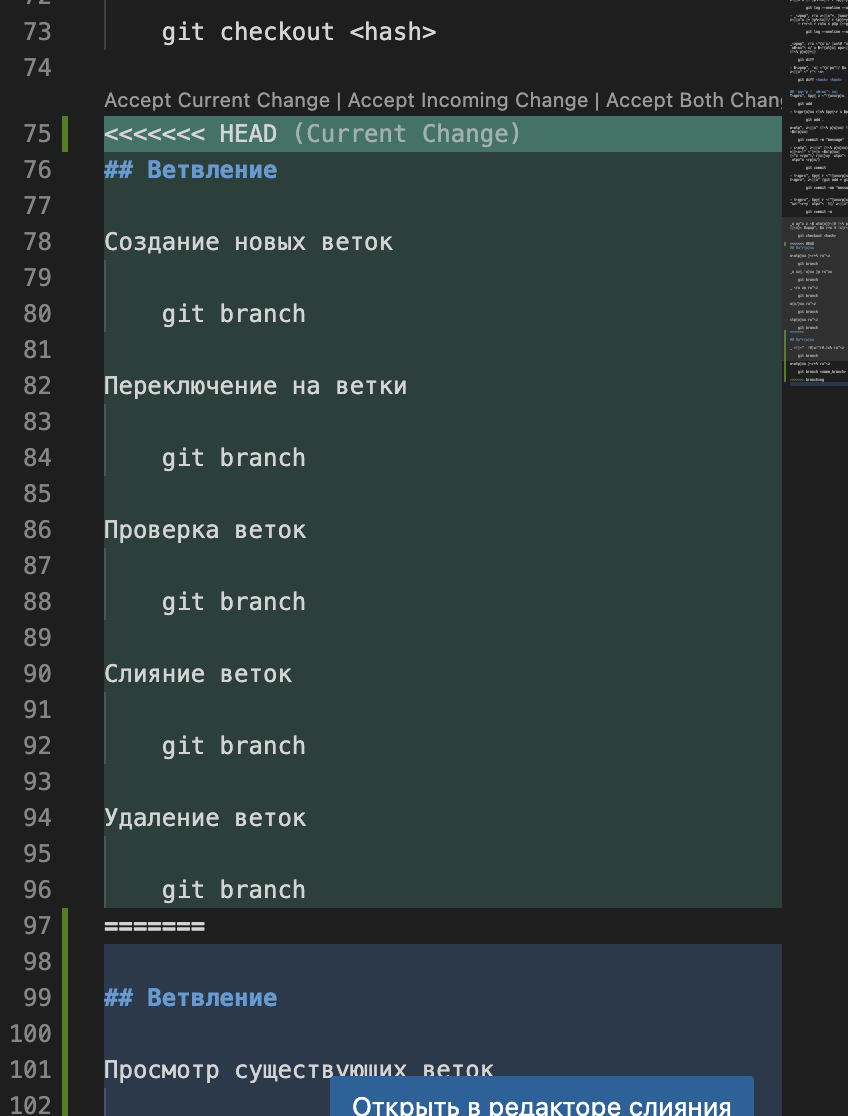 72
73 git checkout <hash>
74
Accept Current Change | Accept Incoming Change | Accept Both
75 <<<<<<< HEAD (Current Change)
76 ## Ветвление
77
78 Создание новых веток
79
80 git branch
81
82 Переключение на ветки
83
84 git branch
85
86 Проверка веток
87
88 git branch
89
90 Слияние веток
91
92 git branch
93
94 Удаление веток
95
96 git branch
97 =======
98
99 ## Ветвление
100
101 Просмотр существующих веток
102
Открыть в редакторе слияния